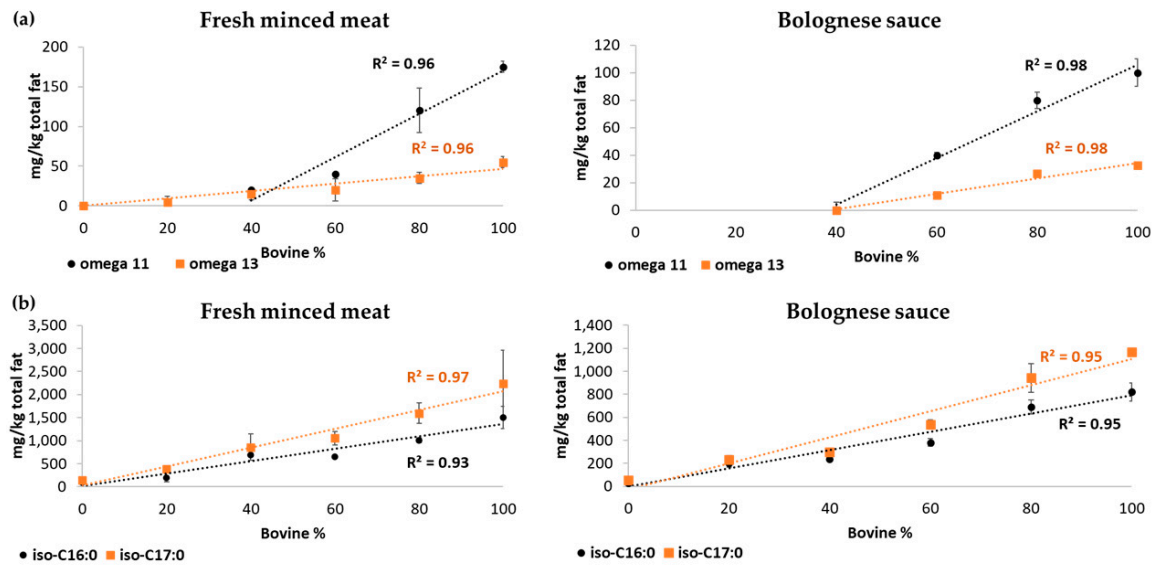 (a)
Fresh minced meat
mg/kg total fat
200
150
100
50
0
R² = 0.96
R² = 0.96
0 20 40 60 80 100
Bovine %
omega 11 omega 13
Bolognese sauce
mg/kg total fat
120
100
80
60
40
20
0
R² = 0.98
R² = 0.98
0 20 40 60 80 100
Bovine %
omega 11 omega 13
(b)
Fresh minced meat
mg/kg total fat
3,500
3,000
2,500
2,000
1,500
1,000
500
0
R² = 0.97
R² = 0.93
0 20 40 60 80 100
Bovine %
iso-C16:0 iso-C17:0
Bolognese sauce
mg/kg total fat
1,400
1,200
1,000
800
600
400
200
0
R² = 0.95
R² = 0.95
0 20 40 60 80 100
Bovine %
iso-C16:0 iso-C17:0